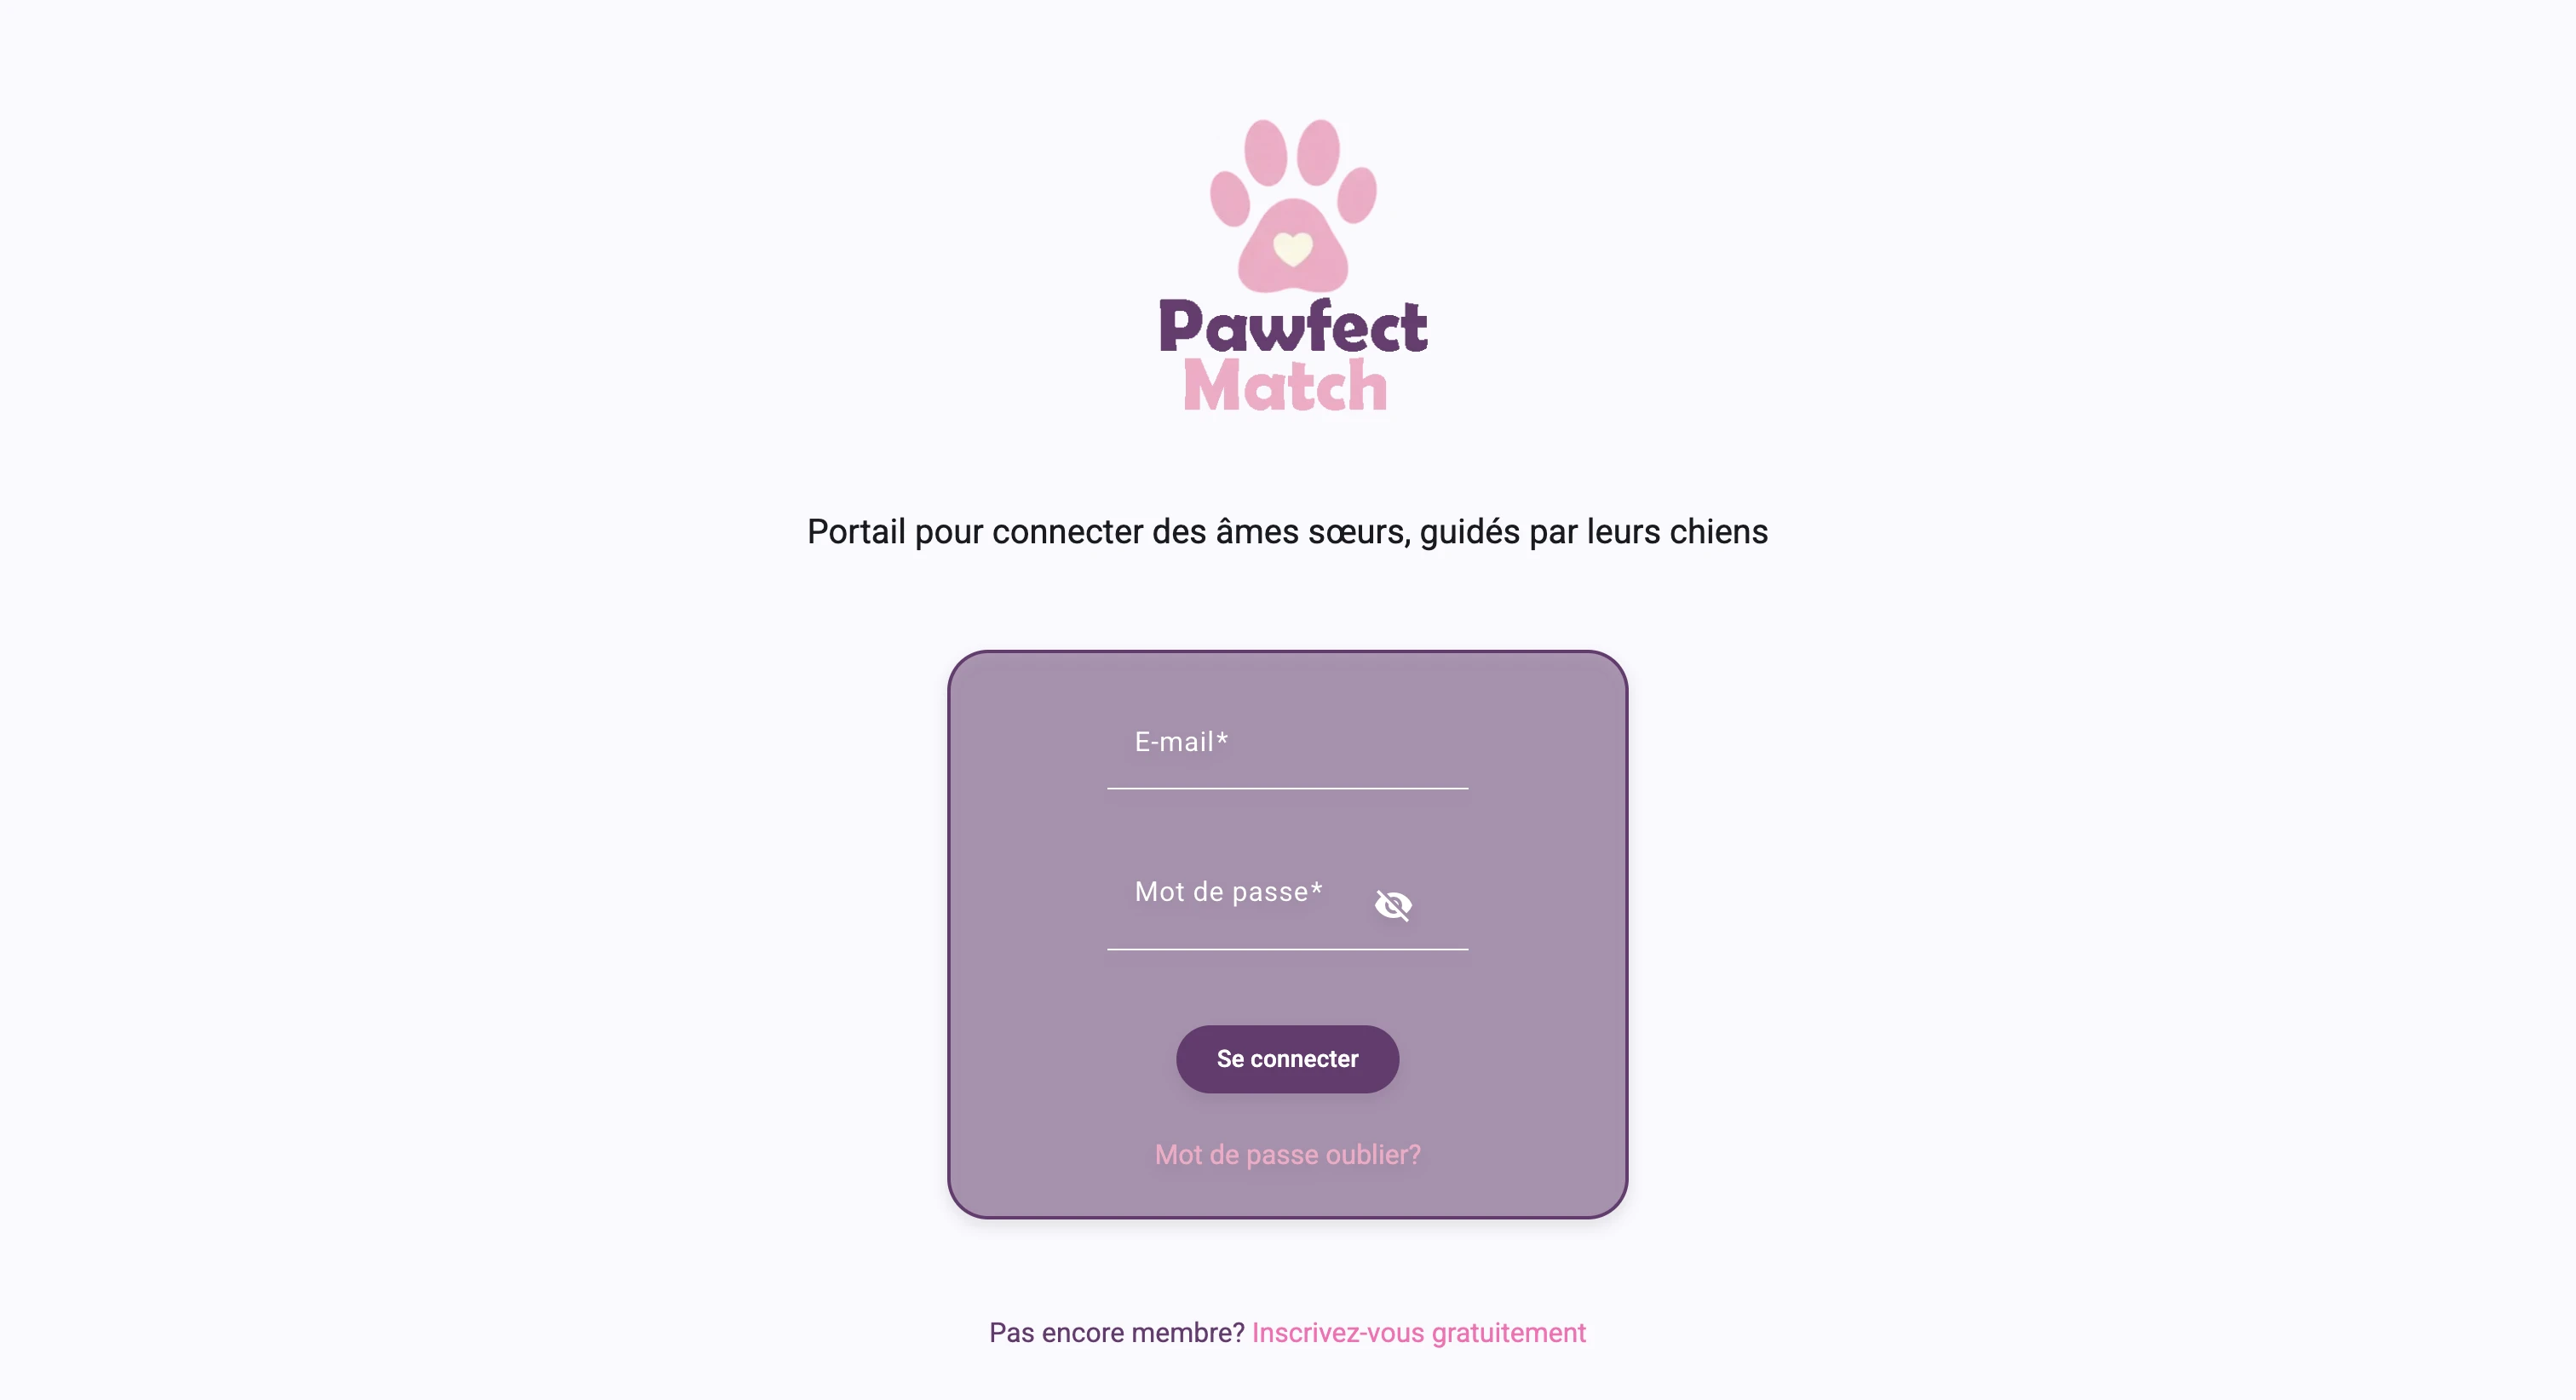 Pawfect
Match
Portail pour connecter des âmes sœurs, guidés par leurs chiens
E-mail*
Mot de passe*
Se connecter
Mot de passe oublier?
Pas encore membre? Inscrivez-vous gratuitement